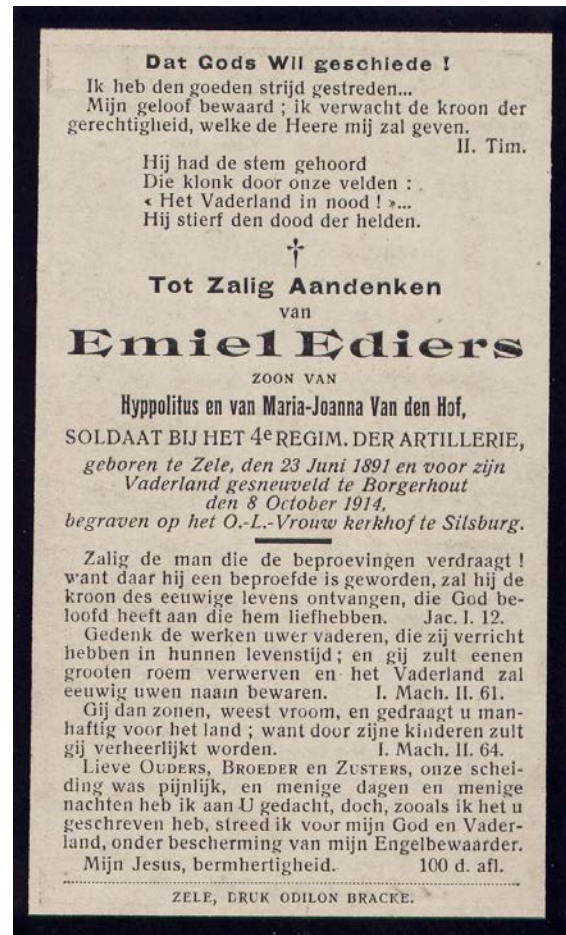 Dat Gods Wil geschiede !
Ik heb den goeden strijd gestreden...
Mijn geloof bewaard ; ik verwacht de kroon der
gerechtigheid, welke de Heere mij zal geven.
II. Tim.
Hij had de stem gehoord
Die klonk door onze velden :
« Het Vaderland in nood ! »...
Hij stierf den dood der helden.
†
Tot Zalig Aandenken
van
Emiel Ediers
ZOON VAN
Hyppolitus en van Maria-Joanna Van den Hof,
SOLDAAT BIJ HET 4e REGIM. DER ARTILLERIE,
geboren te Zele, den 23 Juni 1891 en voor zijn
Vaderland gesneuveld te Borgerhout
den 8 October 1914,
begraven op het O.-L.-Vrouw kerkhof te Silsburg.
Zalig de man die de beproevingen verdraagt !
want daar hij een beproefde is geworden, zal hij de
kroon des eeuwige levens ontvangen, die God be-
loofd heeft aan die hem liefhebben. Jac. I. 12.
Gedenk de werken uwer vaderen, die zij verricht
hebben in hunnen levenstijd ; en gij zult eenen
grooten roem verwerven en het Vaderland zal
eeuwig uwen naam bewaren. I. Mach. II. 61.
Gij dan zonen, weest vroom, en gedraagt u man-
haftig voor het land ; want door zijne kinderen zult
gij verheerlijkt worden. I. Mach. II. 64.
Lieve OUDERS, BROEDER en ZUSTERS, onze schei-
ding was pijnlijk, en menige dagen en menige
nachten heb ik aan U gedacht, doch, zooals ik het u
geschreven heb, streed ik voor mijn God en Vader-
land, onder bescherming van mijn Engelbewaarder.
Mijn Jesus, bermhertigheid. 100 d. afl.
ZELE, DRUK ODILON BRACKE.